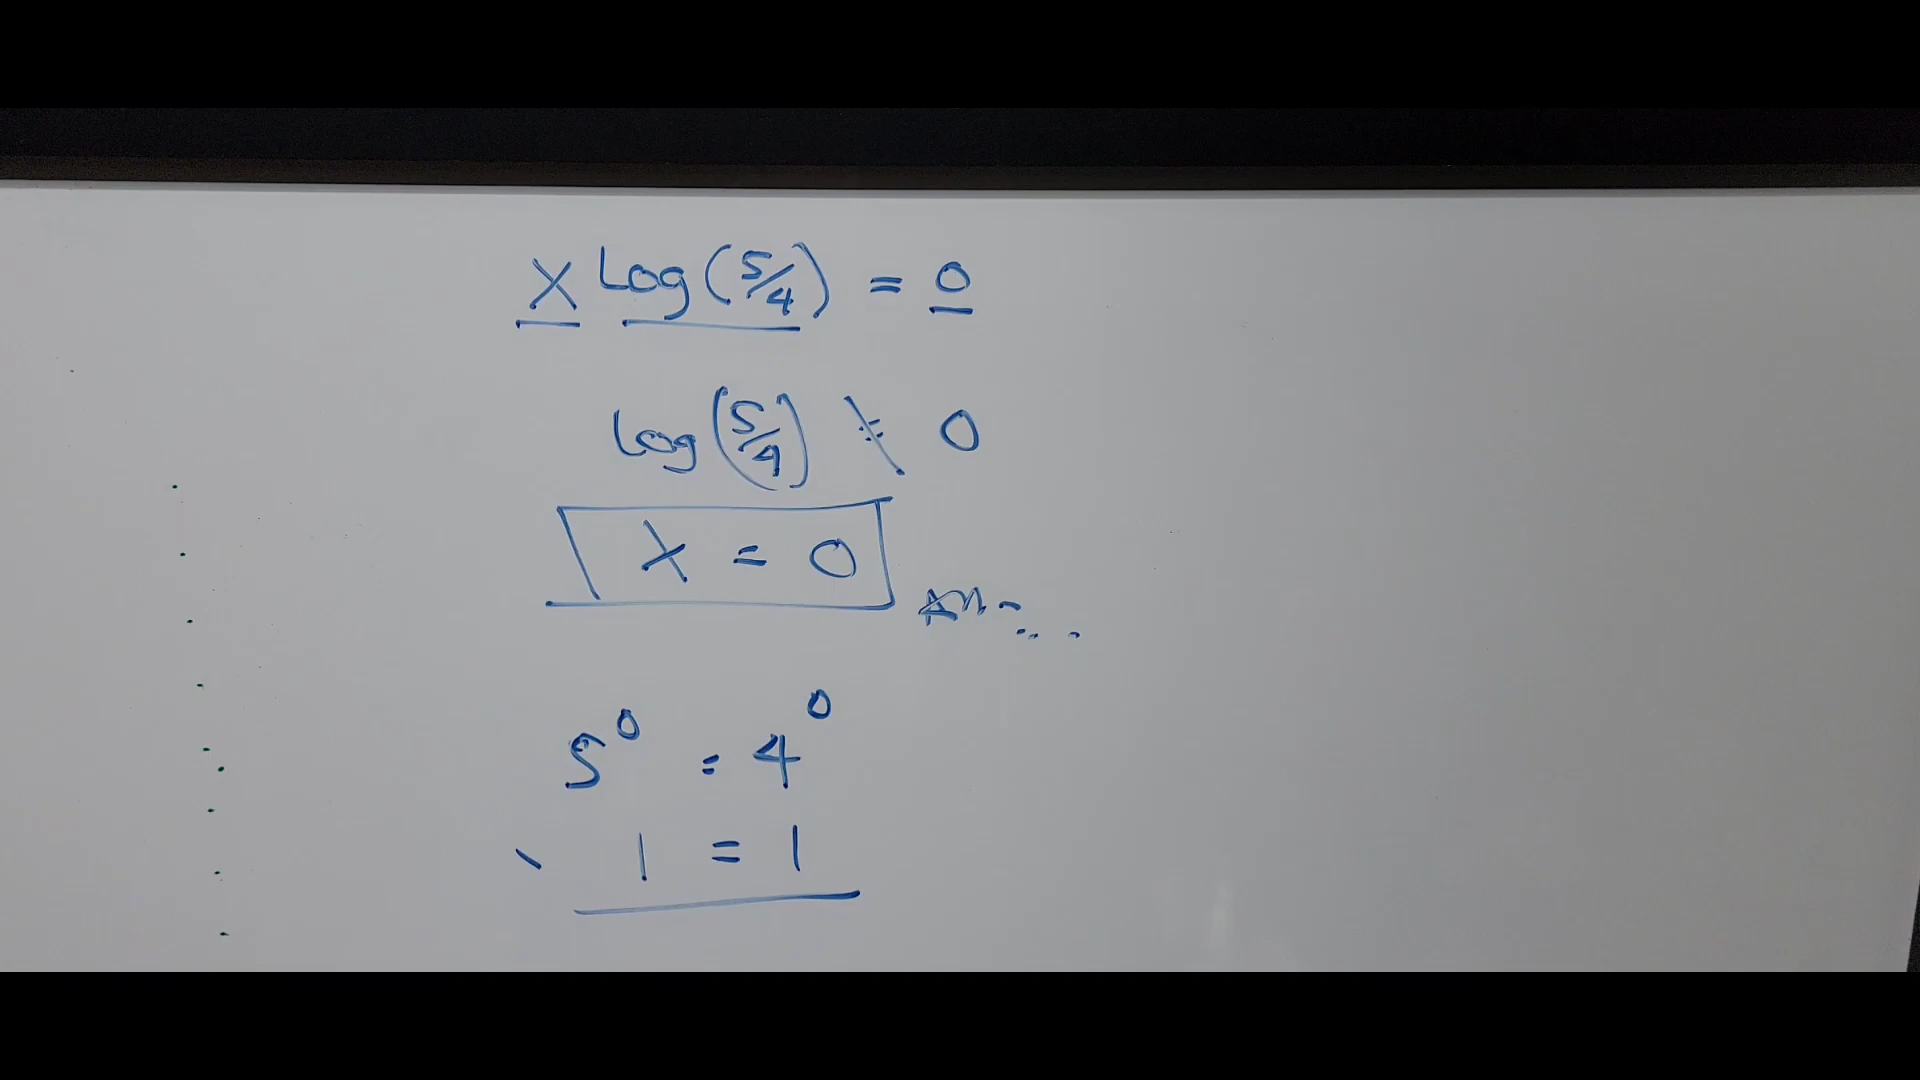 x Log(5/4) = 0
Log(5/4) ≠ 0
x = 0
5⁰ = 4⁰
1 = 1